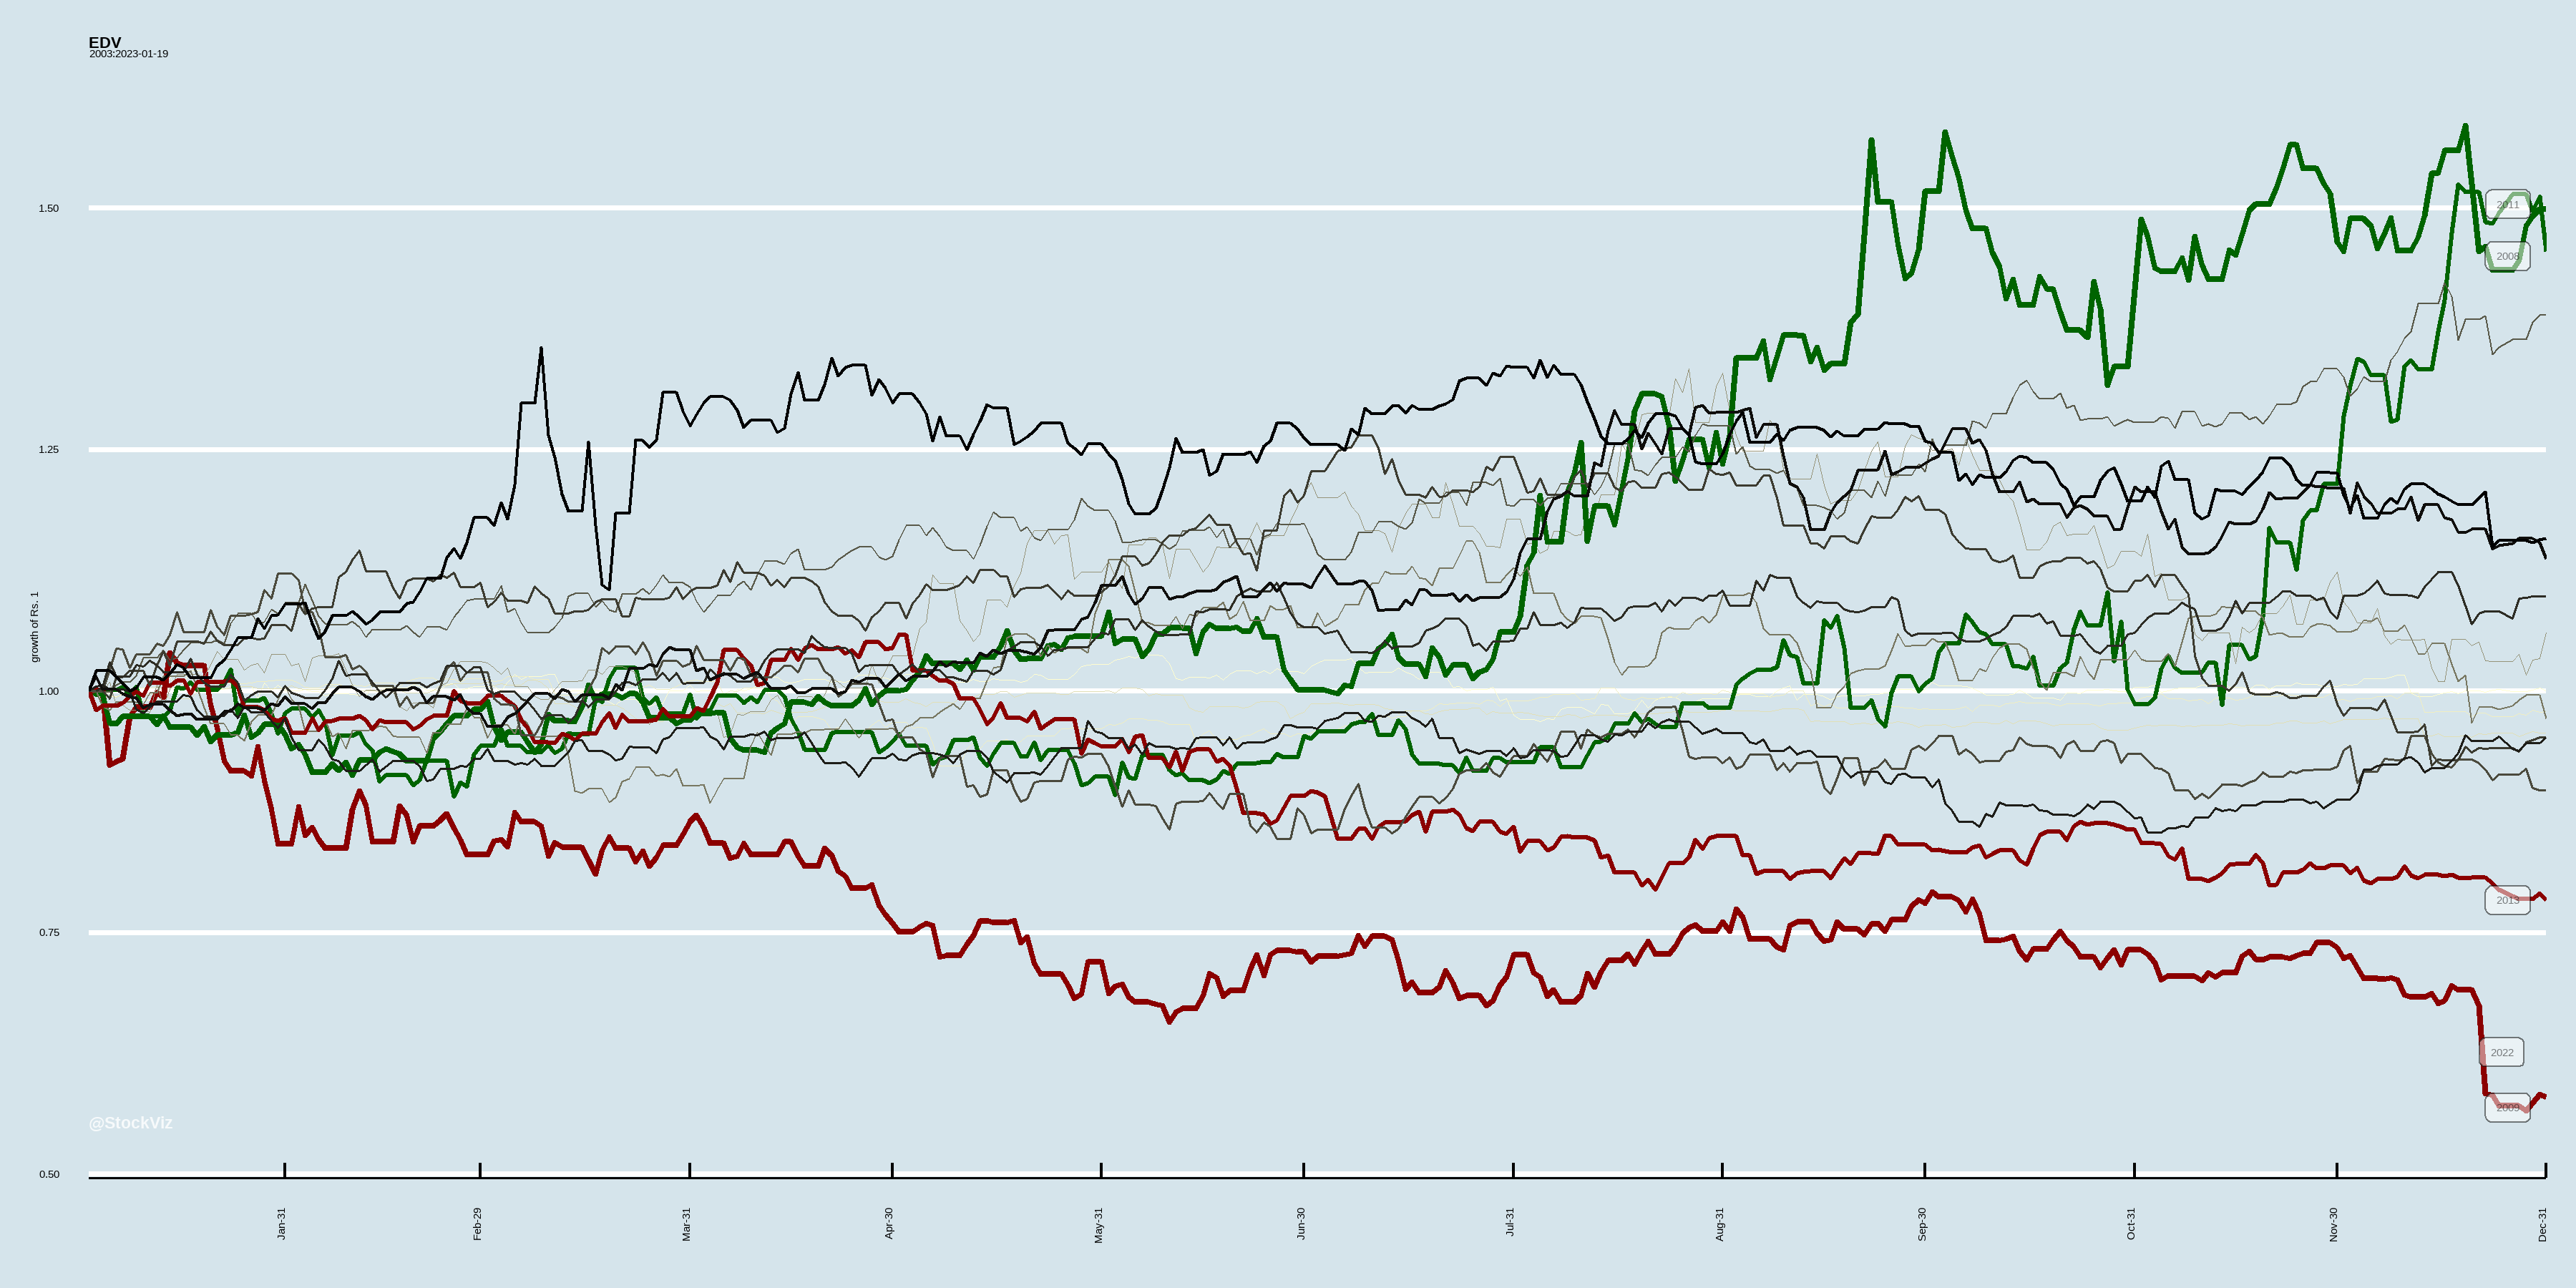 EDV
2003:2023-01-19
growth of Rs. 1
1.50
1.25
1.00
0.75
0.50
2011
2008
2013
2022
2009
@StockViz
Jan-31
Feb-29
Mar-31
Apr-30
May-31
Jun-30
Jul-31
Aug-31
Sep-30
Oct-31
Nov-30
Dec-31